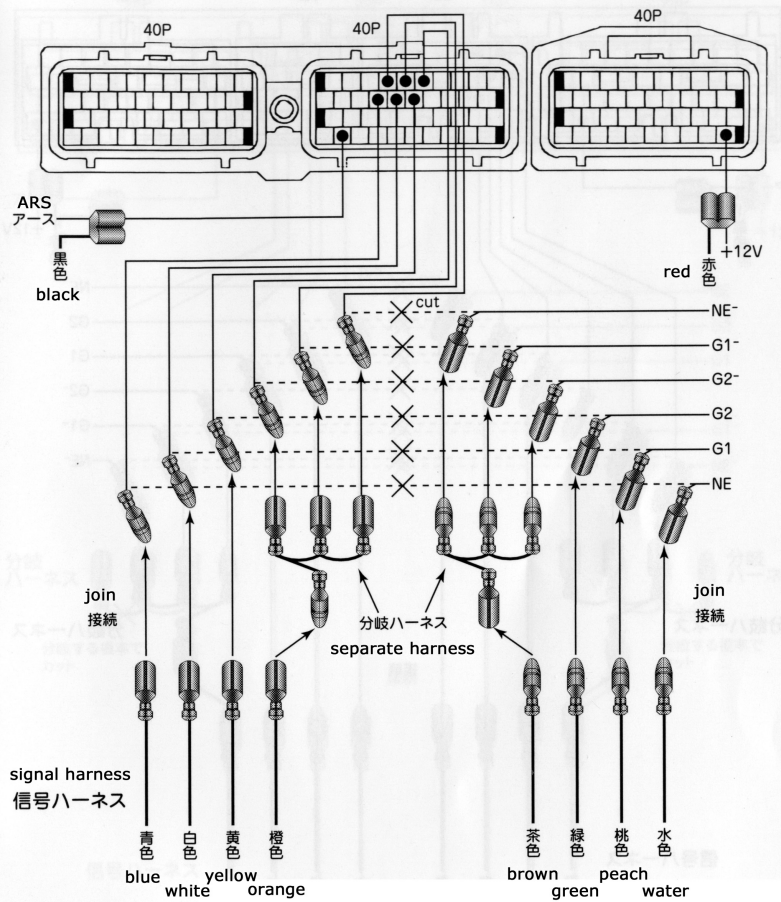 40P
40P
40P
ARS
アース
黒色
black
red
赤色
+12V
cut
NE-
G1-
G2-
G2
G1
NE
join
接続
分岐ハーネス
separate harness
join
接続
signal harness
信号ハーネス
青色
白色
黄色
橙色
茶色
緑色
桃色
水色
blue
white
yellow
orange
brown
green
peach
water